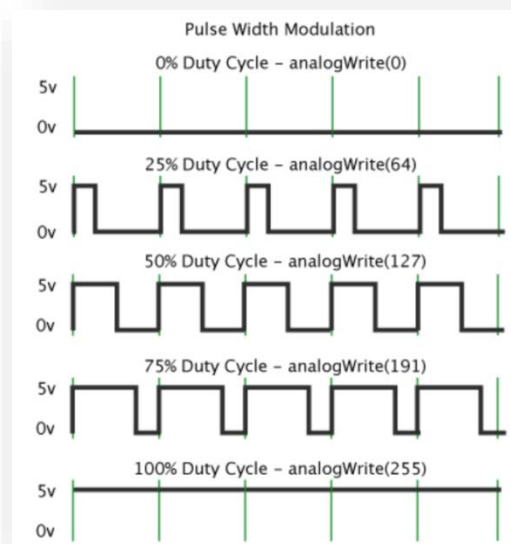 Pulse Width Modulation
0% Duty Cycle – analogWrite(0)
5v
0v
25% Duty Cycle – analogWrite(64)
5v
0v
50% Duty Cycle – analogWrite(127)
5v
0v
75% Duty Cycle – analogWrite(191)
5v
0v
100% Duty Cycle – analogWrite(255)
5v
0v